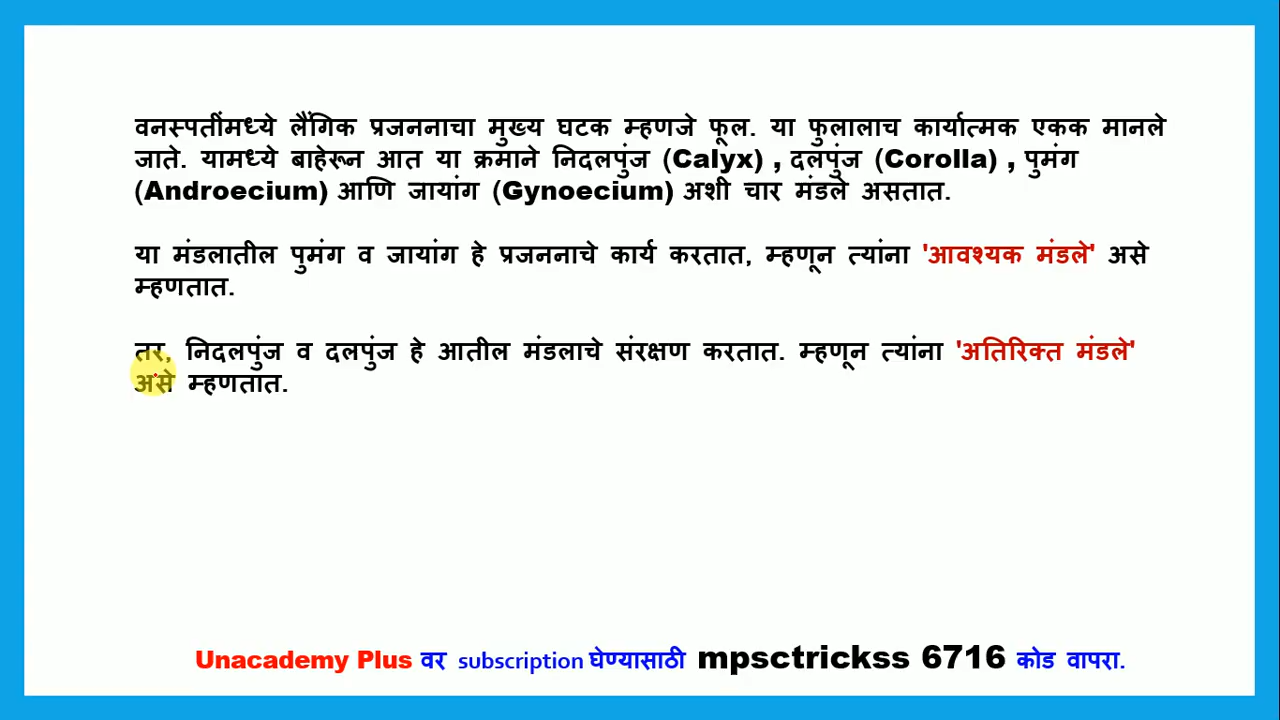 वनस्पतींमध्ये लैंगिक प्रजननाचा मुख्य घटक म्हणजे फूल. या फुलालाच कार्यात्मक एकक मानले
जाते. यामध्ये बाहेरून आत या क्रमाने निदलपुंज (Calyx) , दलपुंज (Corolla) , पुमंग
(Androecium) आणि जायांग (Gynoecium) अशी चार मंडले असतात.
या मंडलातील पुमंग व जायांग हे प्रजननाचे कार्य करतात, म्हणून त्यांना 'आवश्यक मंडले' असे
म्हणतात.
तर, निदलपुंज व दलपुंज हे आतील मंडलाचे संरक्षण करतात. म्हणून त्यांना 'अतिरिक्त मंडले'
असे म्हणतात.
Unacademy Plus वर subscription घेण्यासाठी mpsctrickss 6716 कोड वापरा.